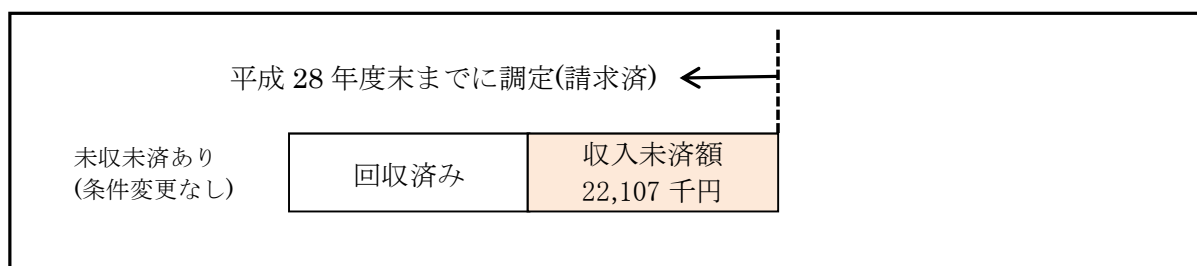 平成 28 年度末までに調定(請求済)
未収未済あり
(条件変更なし)
回収済み
収入未済額
22,107 千円